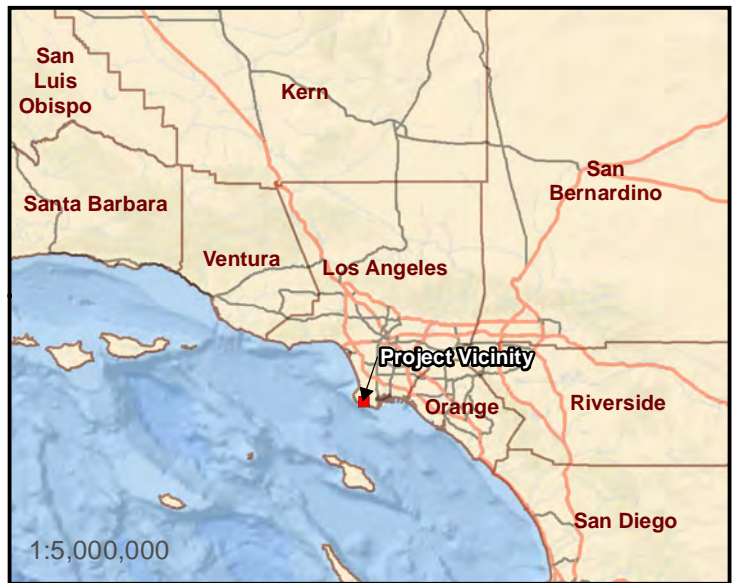 San
Luis
Obispo
Kern
San
Bernardino
Santa Barbara
Ventura
Los Angeles
Project Vicinity
Orange
Riverside
San Diego
1:5,000,000